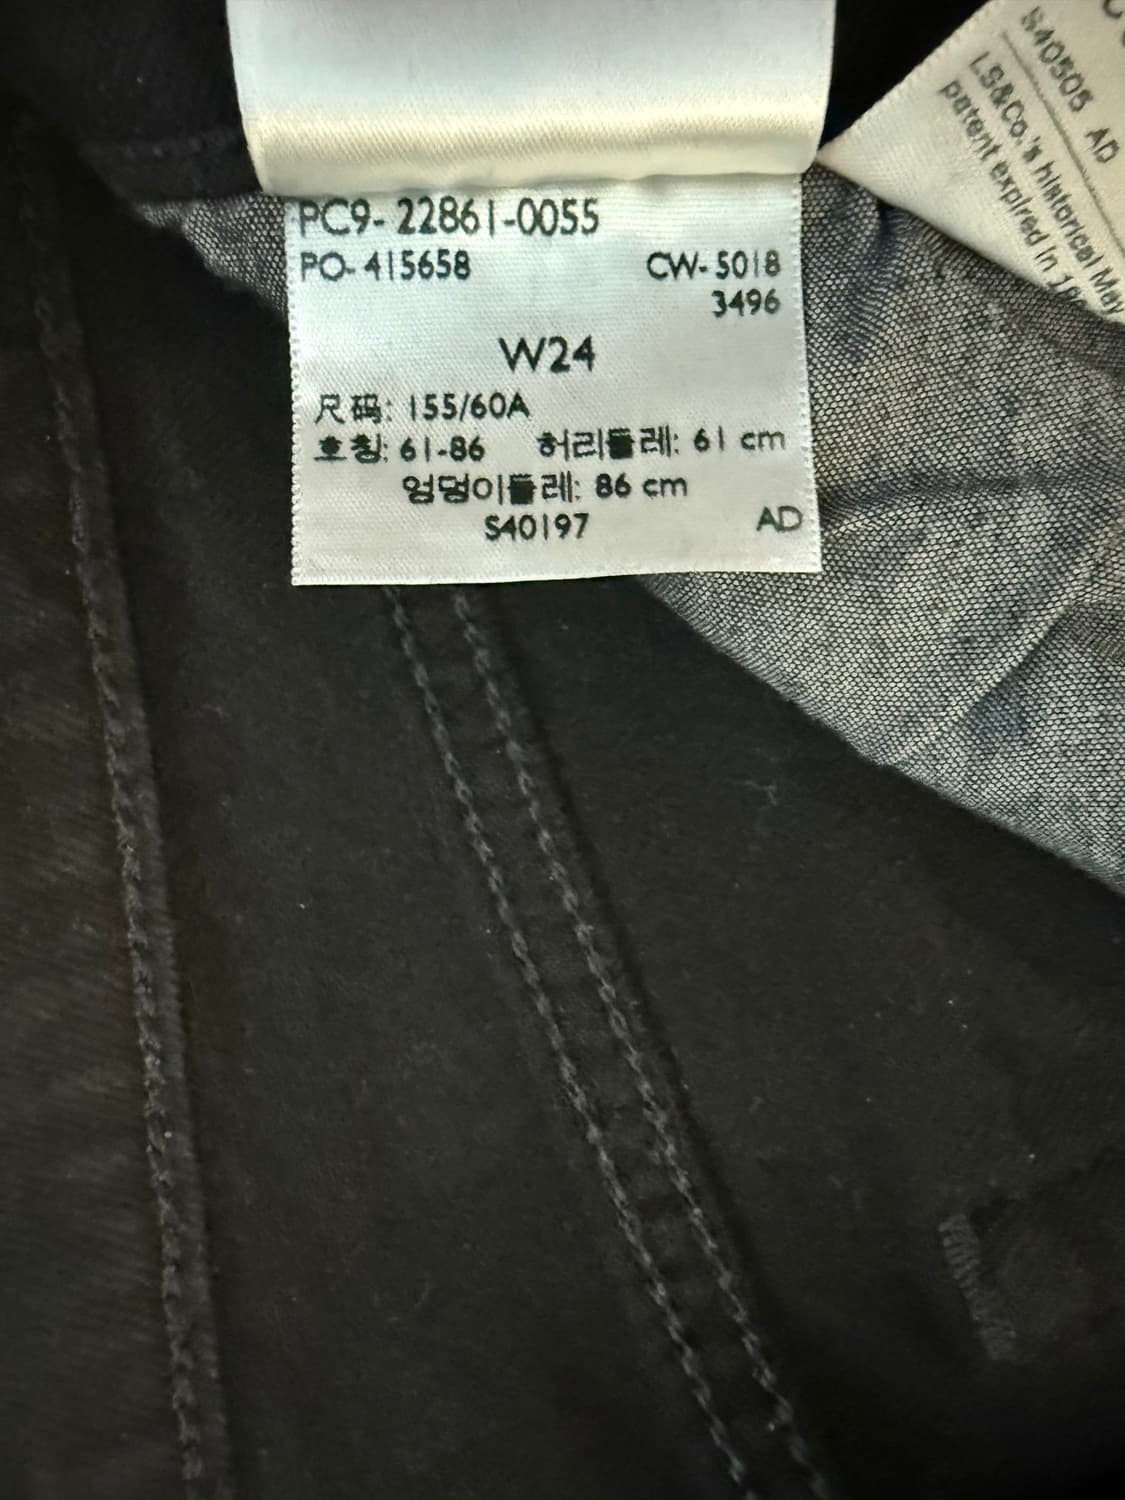 PC9-22861-0055
PO-415658 CW-5018
3496
W24
尺码: 155/60A
호칭: 61-86 허리둘레: 61 cm
엉덩이둘레: 86 cm
S40197 AD
S40505 AD
LS&Co.'s historical May
patent expired in